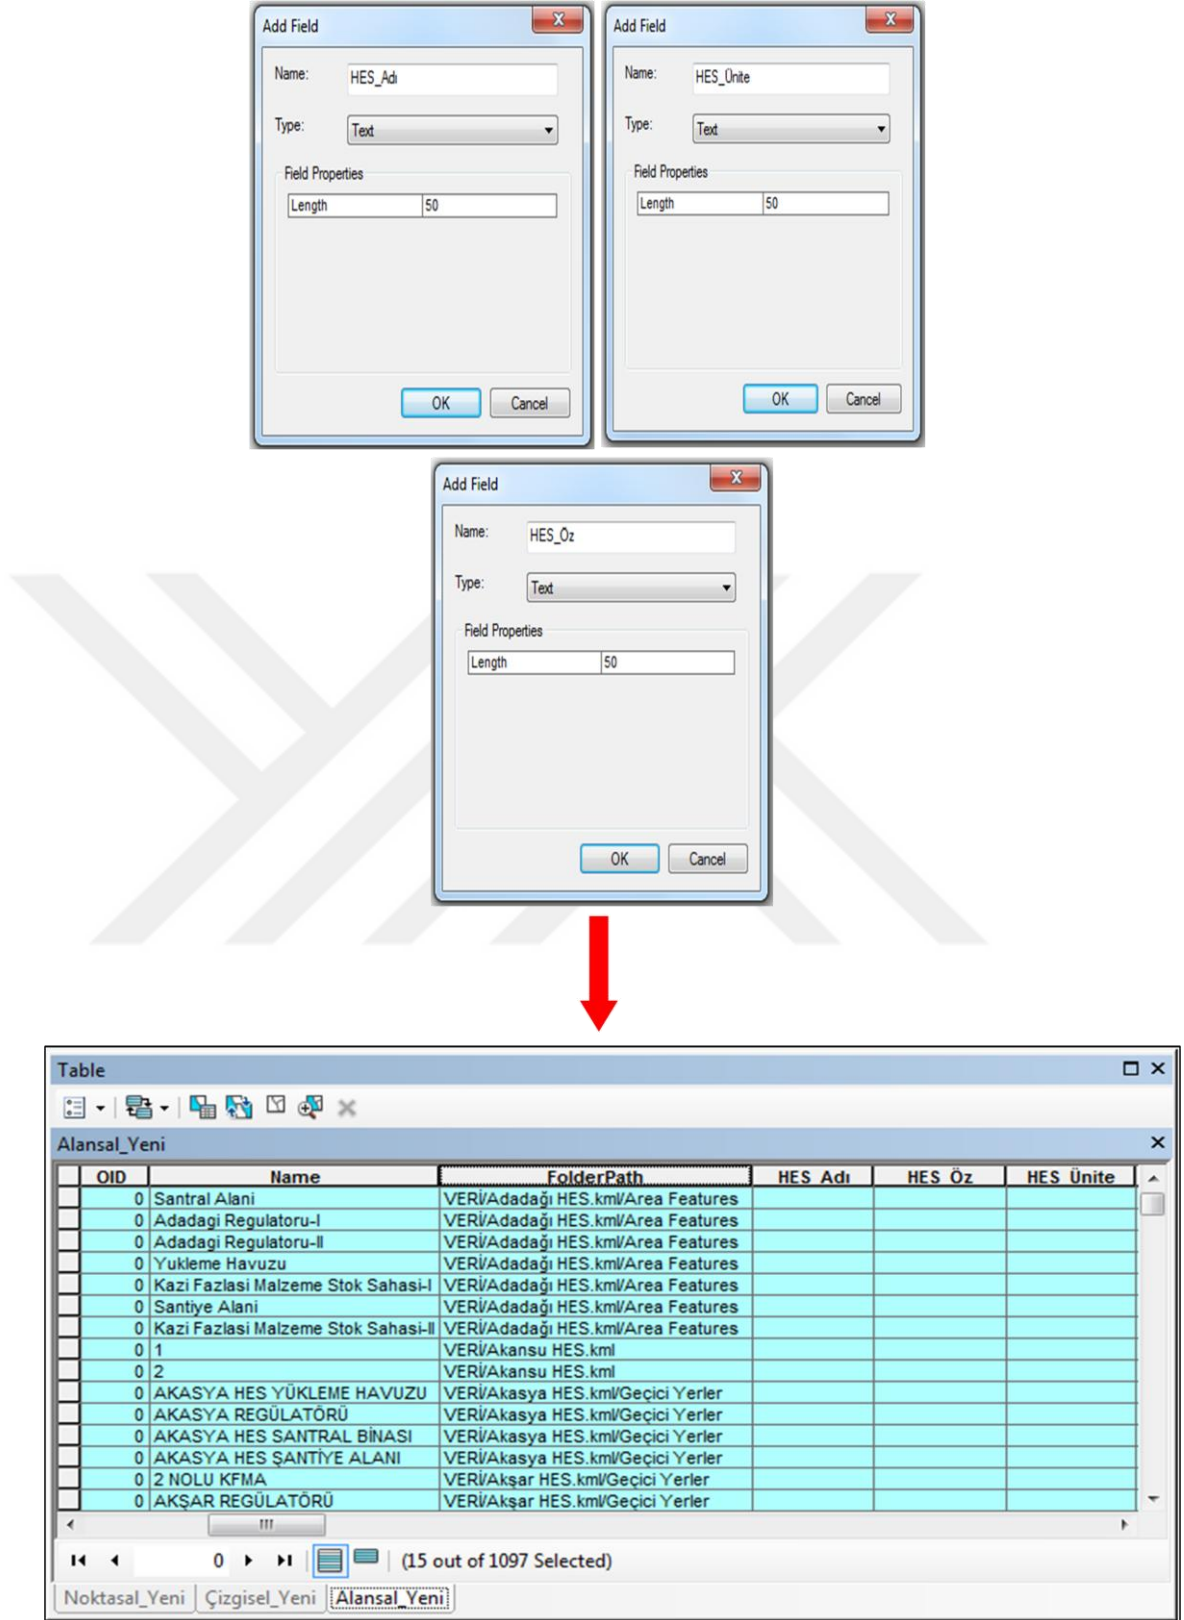 Add Field
X
Name:
HES_Adı
Type:
Text
Field Properties
Length 50
OK Cancel
Add Field
X
Name:
HES_Ünite
Type:
Text
Field Properties
Length 50
OK Cancel
Add Field
X
Name:
HES_Öz
Type:
Text
Field Properties
Length 50
OK Cancel
Table
Alansal_Yeni
OID Name FolderPath HES_Adı HES_Öz HES_Ünite
0 Santral Alani VERİ/Adadağı HES.kml/Area Features
0 Adadagi Regulatoru-I VERİ/Adadağı HES.kml/Area Features
0 Adadagi Regulatoru-II VERİ/Adadağı HES.kml/Area Features
0 Yukleme Havuzu VERİ/Adadağı HES.kml/Area Features
0 Kazi Fazlasi Malzeme Stok Sahasi-I VERİ/Adadağı HES.kml/Area Features
0 Santiye Alani VERİ/Adadağı HES.kml/Area Features
0 Kazi Fazlasi Malzeme Stok Sahasi-II VERİ/Adadağı HES.kml/Area Features
0 1 VERİ/Akansu HES.kml
0 2 VERİ/Akansu HES.kml
0 AKASYA HES YÜKLEME HAVUZU VERİ/Akasya HES.kml/Geçici Yerler
0 AKASYA REGÜLATÖRÜ VERİ/Akasya HES.kml/Geçici Yerler
0 AKASYA HES SANTRAL BİNASI VERİ/Akasya HES.kml/Geçici Yerler
0 AKASYA HES ŞANTİYE ALANI VERİ/Akasya HES.kml/Geçici Yerler
0 2 NOLU KFMA VERİ/Akşar HES.kml/Geçici Yerler
0 AKŞAR REGÜLATÖRÜ VERİ/Akşar HES.kml/Geçici Yerler
0 (15 out of 1097 Selected)
Noktasal_Yeni Çizgisel_Yeni Alansal_Yeni